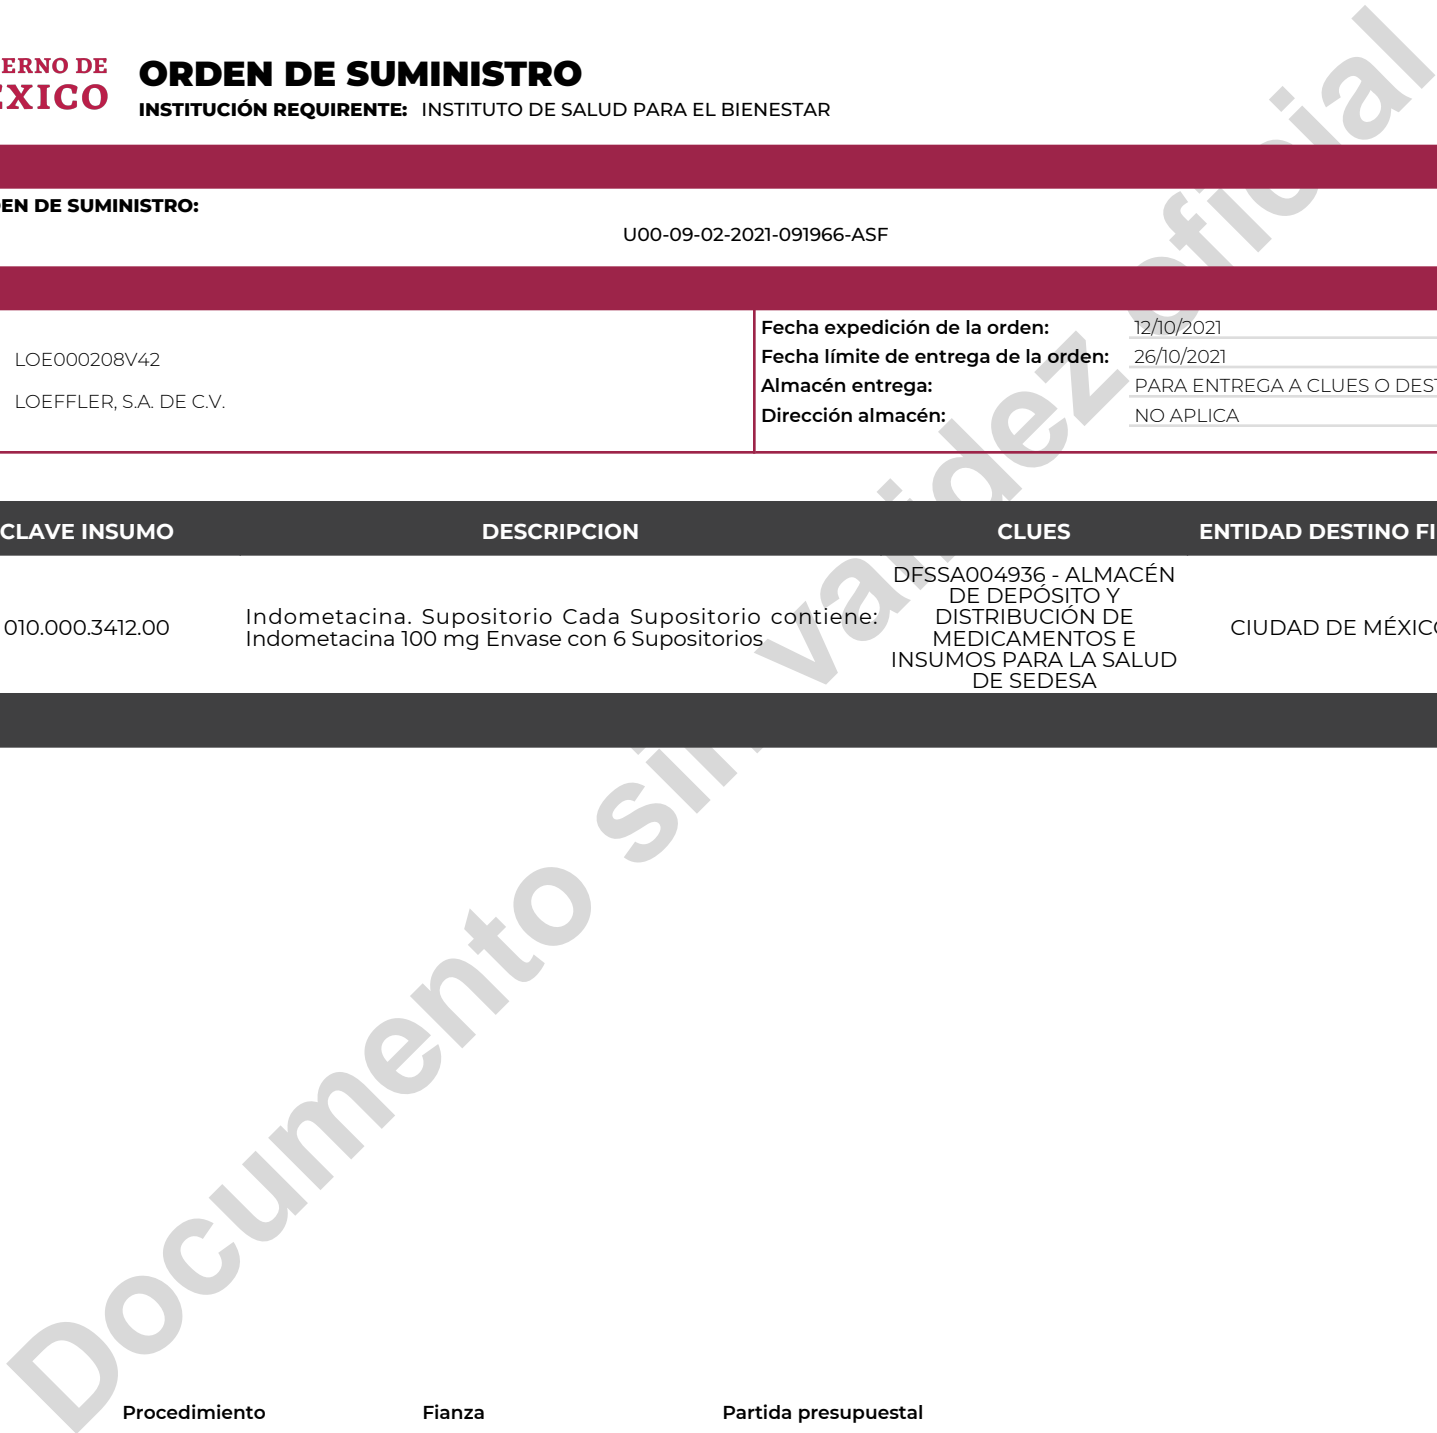 ERNO DE
EXICO
ORDEN DE SUMINISTRO
INSTITUCIÓN REQUIRENTE: INSTITUTO DE SALUD PARA EL BIENESTAR
EN DE SUMINISTRO:
U00-09-02-2021-091966-ASF
LOE000208V42
LOEFFLER, S.A. DE C.V.
Fecha expedición de la orden: 12/10/2021
Fecha límite de entrega de la orden: 26/10/2021
Almacén entrega: PARA ENTREGA A CLUES O DEST
Dirección almacén: NO APLICA
CLAVE INSUMO DESCRIPCION CLUES ENTIDAD DESTINO FI
010.000.3412.00
Indometacina. Supositorio Cada Supositorio contiene:
Indometacina 100 mg Envase con 6 Supositorios
DFSSA004936 - ALMACÉN
DE DEPÓSITO Y
DISTRIBUCIÓN DE
MEDICAMENTOS E
INSUMOS PARA LA SALUD
DE SEDESA
CIUDAD DE MÉXICO
Documento sin validez oficial
Procedimiento Fianza Partida presupuestal